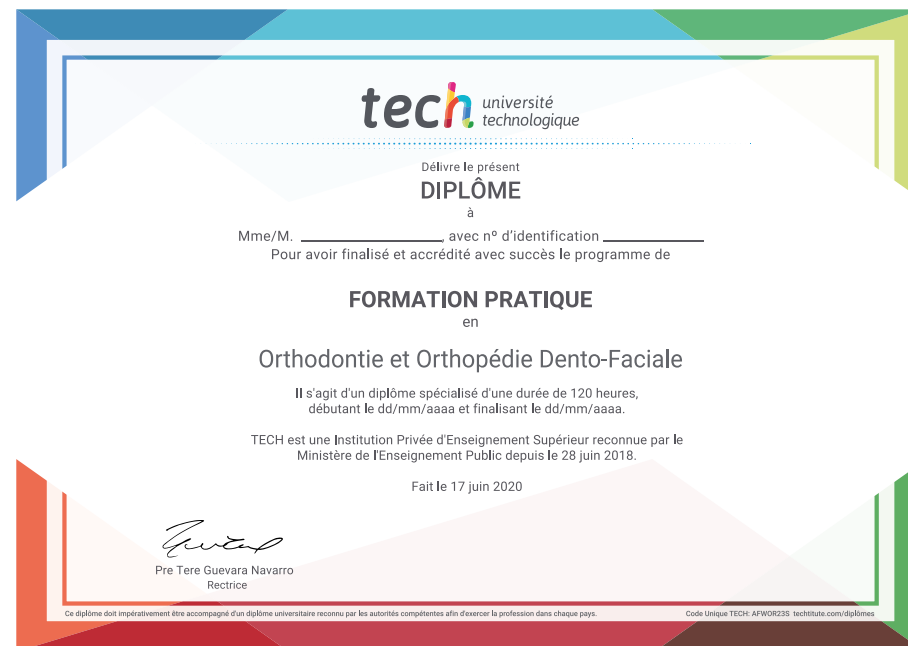 tech université
technologique
Délivre le présent
DIPLÔME
à
Mme/M. ____________, avec nº d'identification ____________
Pour avoir finalisé et accrédité avec succès le programme de
FORMATION PRATIQUE
en
Orthodontie et Orthopédie Dento-Faciale
Il s'agit d'un diplôme spécialisé d'une durée de 120 heures,
débutant le dd/mm/aaaa et finalisant le dd/mm/aaaa.
TECH est une Institution Privée d'Enseignement Supérieur reconnue par le
Ministère de l'Enseignement Public depuis le 28 juin 2018.
Fait le 17 juin 2020
Pre Tere Guevara Navarro
Rectrice
Ce diplôme doit impérativement être accompagné d'un diplôme universitaire reconnu par les autorités compétentes afin d'exercer la profession dans chaque pays.
Code Unique TECH: AFWOR23S techtitute.com/diplômes